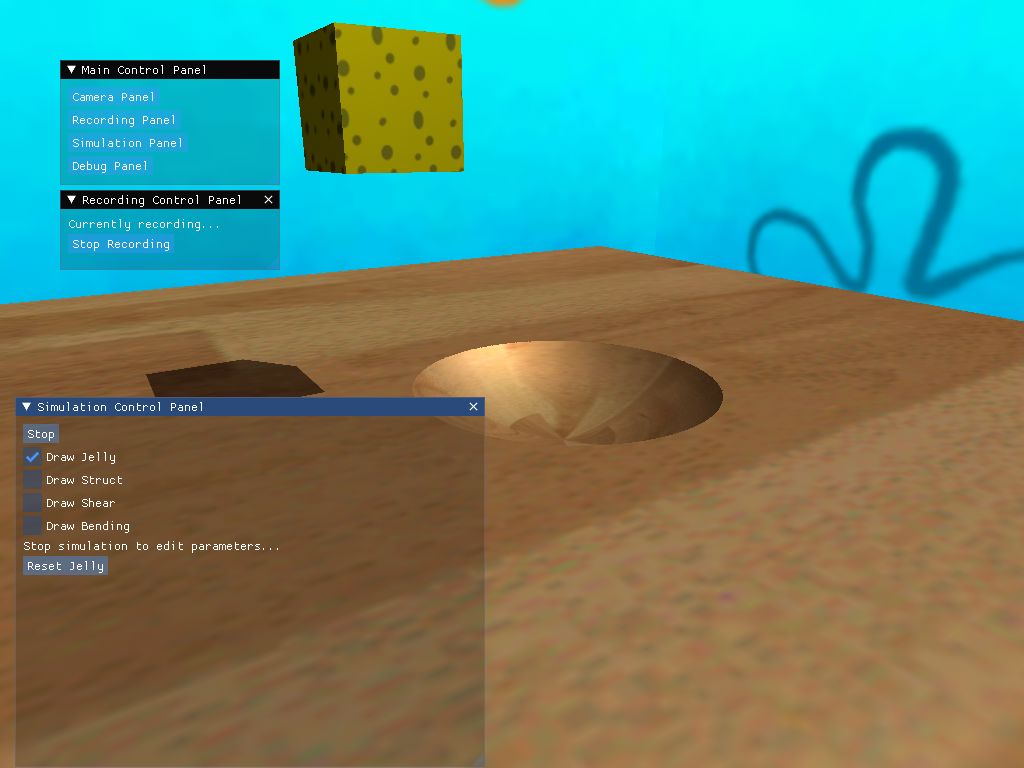 Main Control Panel
Camera Panel
Recording Panel
Simulation Panel
Debug Panel
Recording Control Panel
Currently recording...
Stop Recording
Simulation Control Panel
Stop
Draw Jelly
Draw Struct
Draw Shear
Draw Bending
Stop simulation to edit parameters...
Reset Jelly